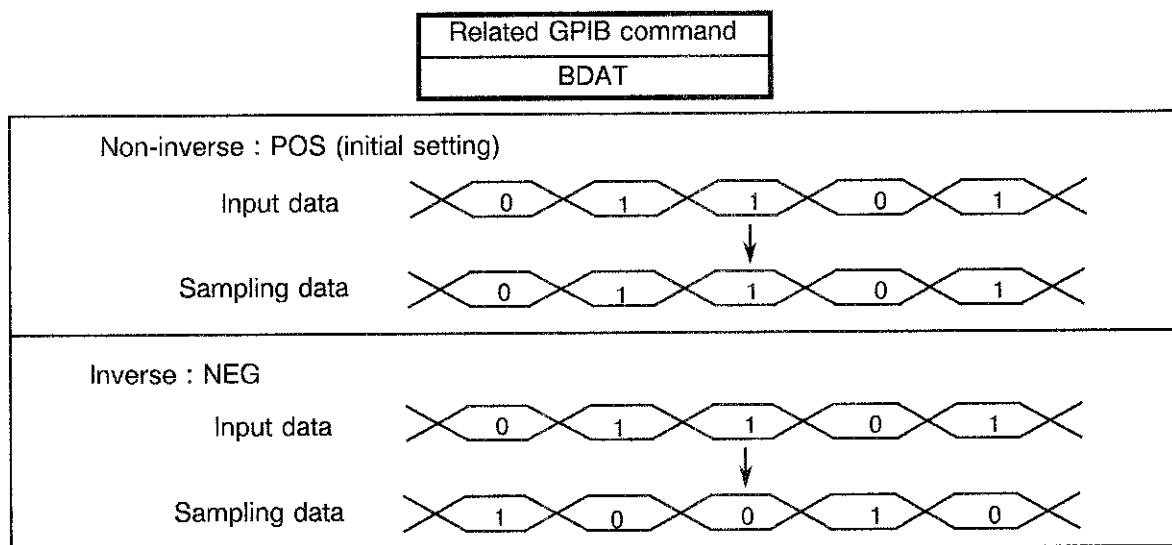 Related GPIB command
BDAT
Non-inverse : POS (initial setting)
Input data 0 1 1 0 1
Sampling data 0 1 1 0 1
Inverse : NEG
Input data 0 1 1 0 1
Sampling data 1 0 0 1 0